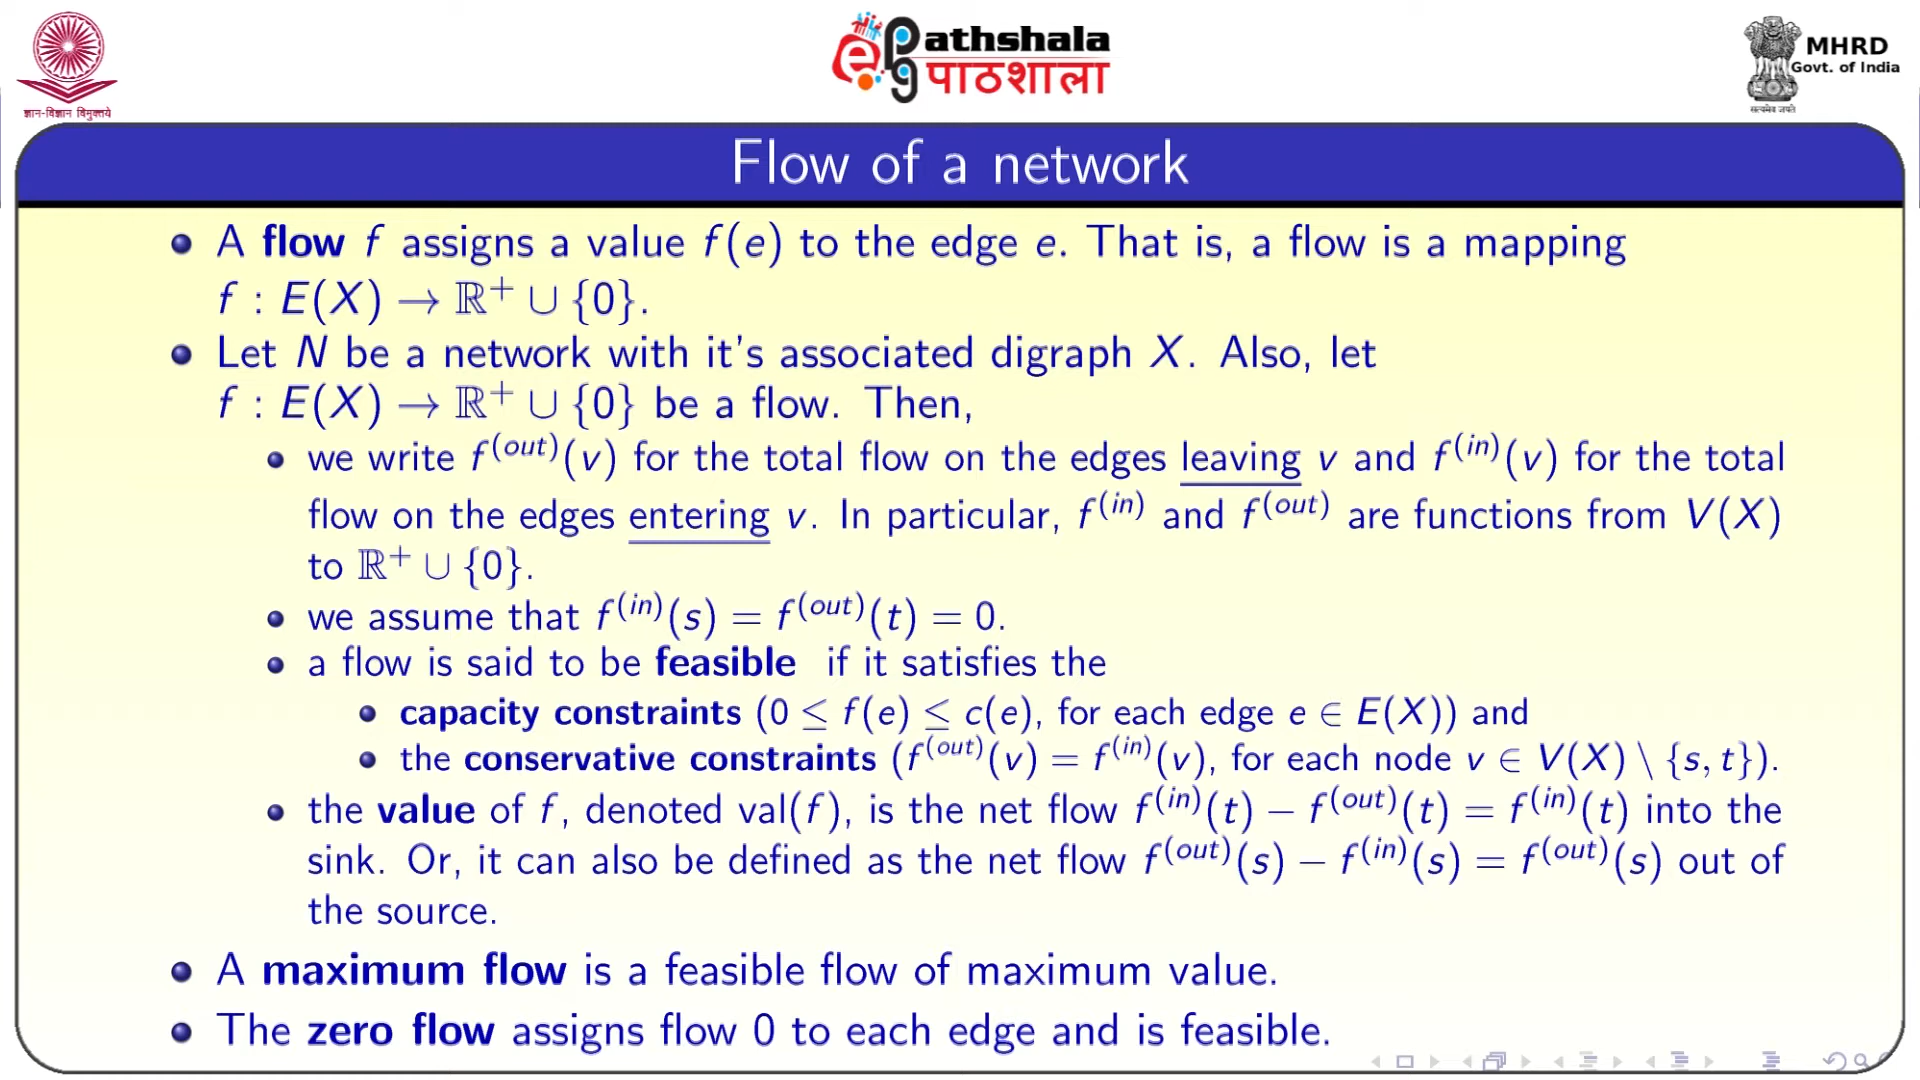 ज्ञान-विज्ञान विमुक्तये
ePG Pathshala
पाठशाला
MHRD
Govt. of India
सत्यमेव जयते
Flow of a network
A flow f assigns a value f(e) to the edge e. That is, a flow is a mapping
f : E(X) → ℝ⁺ ∪ {0}.
Let N be a network with it's associated digraph X. Also, let
f : E(X) → ℝ⁺ ∪ {0} be a flow. Then,
we write f^(out)(v) for the total flow on the edges leaving v and f^(in)(v) for the total
flow on the edges entering v. In particular, f^(in) and f^(out) are functions from V(X)
to ℝ⁺ ∪ {0}.
we assume that f^(in)(s) = f^(out)(t) = 0.
a flow is said to be feasible if it satisfies the
capacity constraints (0 ≤ f(e) ≤ c(e), for each edge e ∈ E(X)) and
the conservative constraints (f^(out)(v) = f^(in)(v), for each node v ∈ V(X) \ {s, t}).
the value of f, denoted val(f), is the net flow f^(in)(t) − f^(out)(t) = f^(in)(t) into the
sink. Or, it can also be defined as the net flow f^(out)(s) − f^(in)(s) = f^(out)(s) out of
the source.
A maximum flow is a feasible flow of maximum value.
The zero flow assigns flow 0 to each edge and is feasible.